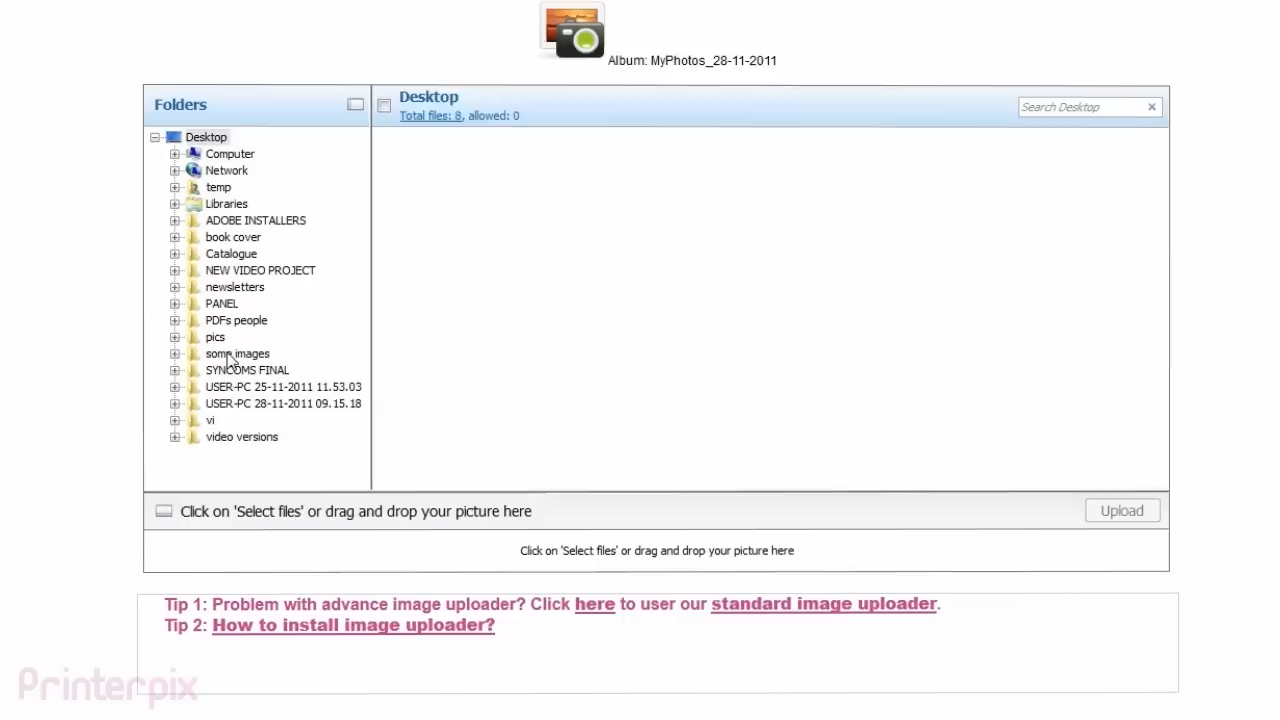 Album: MyPhotos_28-11-2011
Folders
Desktop
Total files: 8, allowed: 0
Search Desktop
Desktop
Computer
Network
temp
Libraries
ADOBE INSTALLERS
book cover
Catalogue
NEW VIDEO PROJECT
newsletters
PANEL
PDFs people
pics
some images
SYNCOMS FINAL
USER-PC 25-11-2011 11.53.03
USER-PC 28-11-2011 09.15.18
vi
video versions
Click on 'Select files' or drag and drop your picture here
Upload
Click on 'Select files' or drag and drop your picture here
Tip 1: Problem with advance image uploader? Click here to user our standard image uploader.
Tip 2: How to install image uploader?
Printerpix